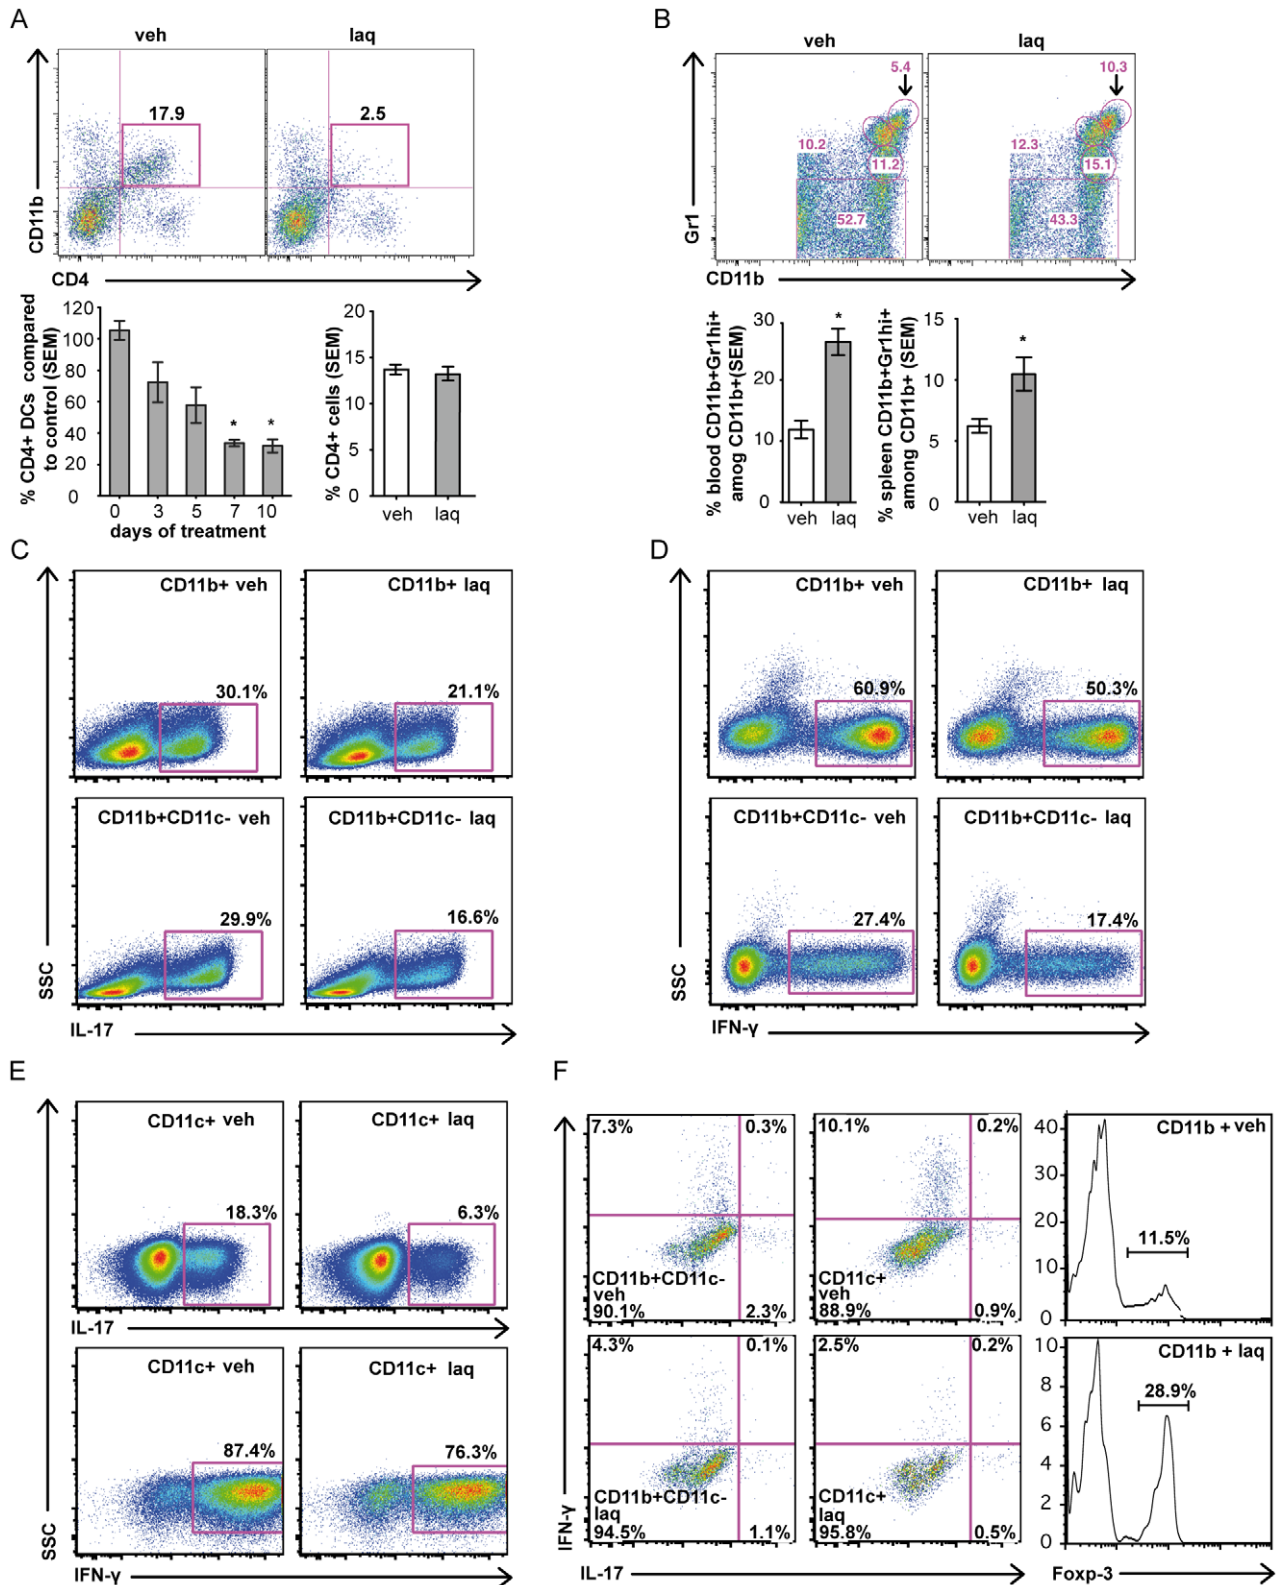 A
veh laq
17.9 2.5
CD11b
CD4
120
100
80
60
40
20
0
% CD4+ DCs compared
to control (SEM)
* *
0 3 5 7 10
days of treatment
20
15
10
5
0
% CD4+ cells (SEM)
veh laq
B
veh laq
5.4 10.3
10.2 12.3
11.2 15.1
52.7 43.3
Gr1
CD11b
30
20
10
0
% blood CD11b+Gr1hi+
amog CD11b+(SEM)
*
veh laq
15
10
5
0
% spleen CD11b+Gr1hi+
among CD11b+ (SEM)
*
veh laq
C
CD11b+ veh CD11b+ laq
30.1% 21.1%
CD11b+CD11c- veh CD11b+CD11c- laq
29.9% 16.6%
SSC
IL-17
D
CD11b+ veh CD11b+ laq
60.9% 50.3%
CD11b+CD11c- veh CD11b+CD11c- laq
27.4% 17.4%
SSC
IFN-γ
E
CD11c+ veh CD11c+ laq
18.3% 6.3%
IL-17
CD11c+ veh CD11c+ laq
87.4% 76.3%
SSC
IFN-γ
F
7.3% 0.3% 10.1% 0.2%
CD11b+CD11c- CD11c+
veh veh
90.1% 2.3% 88.9% 0.9%
4.3% 0.1% 2.5% 0.2%
CD11b+CD11c- CD11c+
laq laq
94.5% 1.1% 95.8% 0.5%
IFN-γ
IL-17
40
30
20
10
0
CD11b + veh
11.5%
10
8
6
4
2
0
CD11b + laq
28.9%
Foxp-3